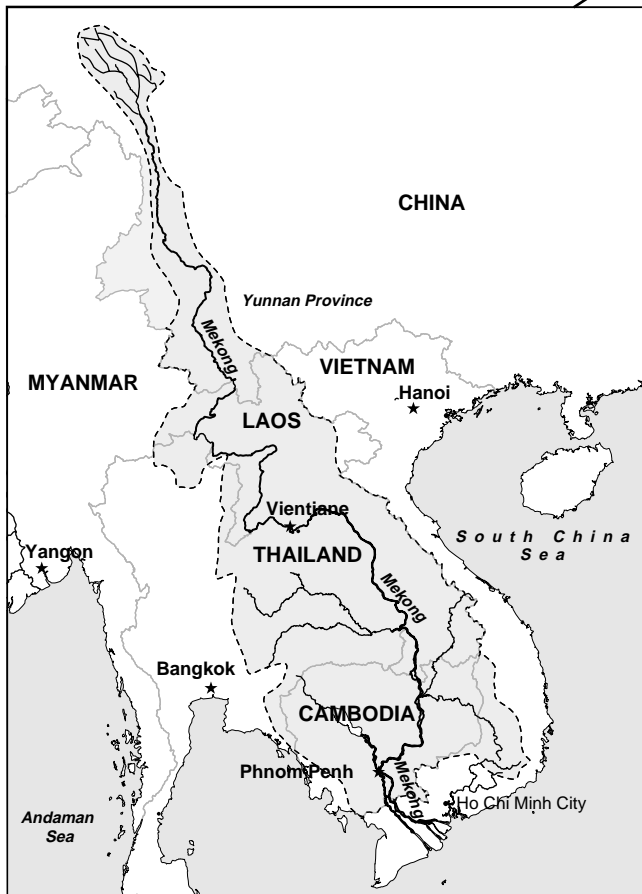 CHINA
Yunnan Province
Mekong
VIETNAM
MYANMAR
Hanoi
LAOS
Vientiane
South China
Sea
THAILAND
Yangon
Mekong
Bangkok
CAMBODIA
Phnom Penh
Mekong
Ho Chi Minh City
Andaman
Sea